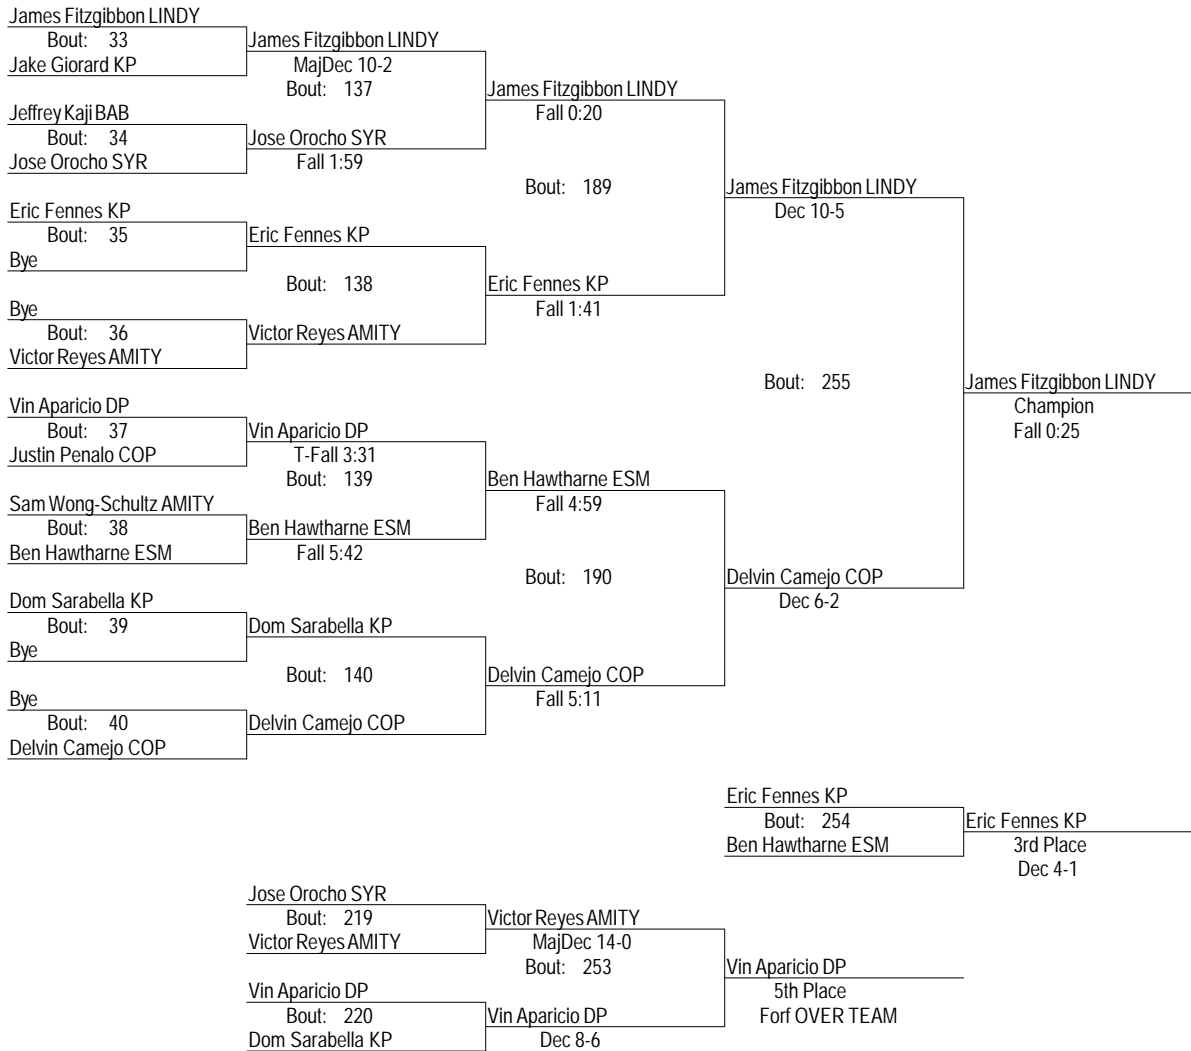 James Fitzgibbon LINDY
Bout: 33
James Fitzgibbon LINDY
Jake Giorard KP
MajDec 10-2
Bout: 137
James Fitzgibbon LINDY
Jeffrey Kaji BAB
Fall 0:20
Bout: 34
Jose Orocho SYR
Jose Orocho SYR
Fall 1:59
Bout: 189
James Fitzgibbon LINDY
Eric Fennes KP
Dec 10-5
Bout: 35
Eric Fennes KP
Bye
Bout: 138
Eric Fennes KP
Bye
Fall 1:41
Bout: 36
Victor Reyes AMITY
Victor Reyes AMITY
Bout: 255
James Fitzgibbon LINDY
Vin Aparicio DP
Champion
Bout: 37
Vin Aparicio DP
Fall 0:25
Justin Penalo COP
T-Fall 3:31
Bout: 139
Ben Hawtharne ESM
Sam Wong-Schultz AMITY
Fall 4:59
Bout: 38
Ben Hawtharne ESM
Ben Hawtharne ESM
Fall 5:42
Bout: 190
Delvin Camejo COP
Dom Sarabella KP
Dec 6-2
Bout: 39
Dom Sarabella KP
Bye
Bout: 140
Delvin Camejo COP
Bye
Fall 5:11
Bout: 40
Delvin Camejo COP
Delvin Camejo COP
Eric Fennes KP
Bout: 254
Eric Fennes KP
Ben Hawtharne ESM
3rd Place
Dec 4-1
Jose Orocho SYR
Bout: 219
Victor Reyes AMITY
Victor Reyes AMITY
MajDec 14-0
Bout: 253
Vin Aparicio DP
Vin Aparicio DP
5th Place
Bout: 220
Vin Aparicio DP
Forf OVER TEAM
Dom Sarabella KP
Dec 8-6